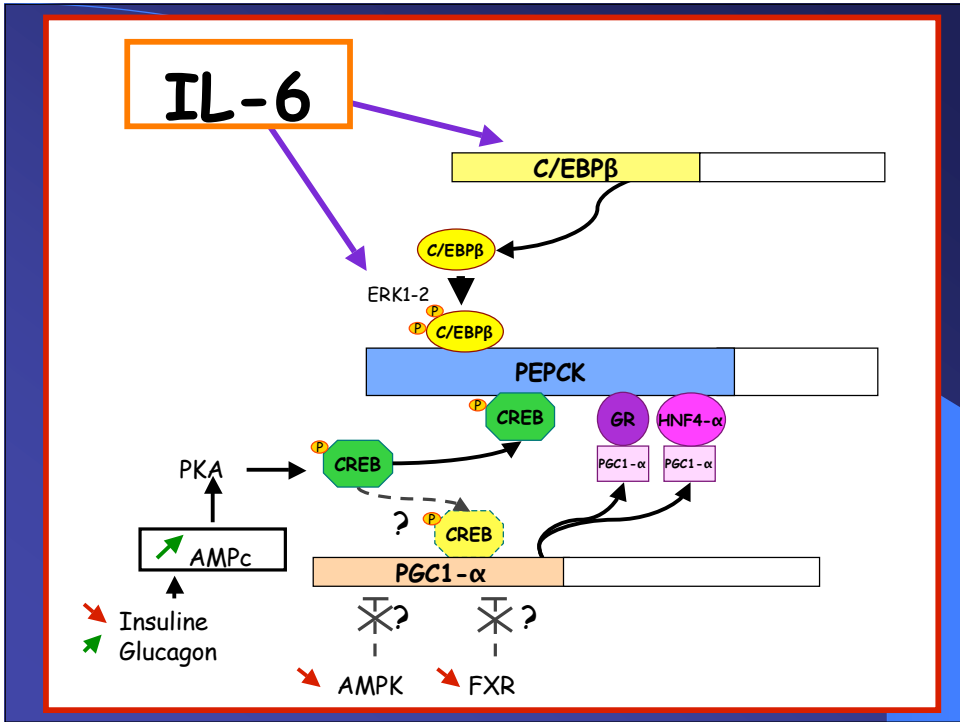 IL-6
C/EBPβ
C/EBPβ
ERK1-2
P
P
C/EBPβ
PEPCK
P
CREB
GR
HNF4-α
PGC1-α
PGC1-α
PKA
P
CREB
?
P
CREB
AMPc
PGC1-α
Insuline
Glucagon
?
?
AMPK
FXR